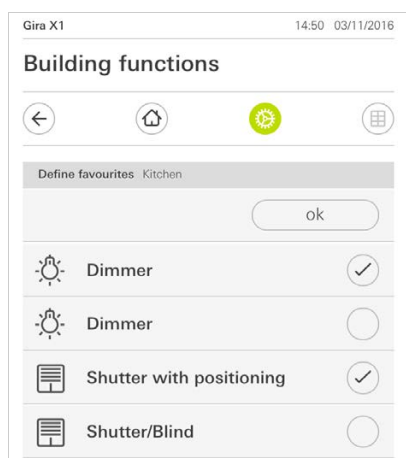 Gira X1 14:50 03/11/2016
Building functions
Define favourites Kitchen
ok
Dimmer
Dimmer
Shutter with positioning
Shutter/Blind